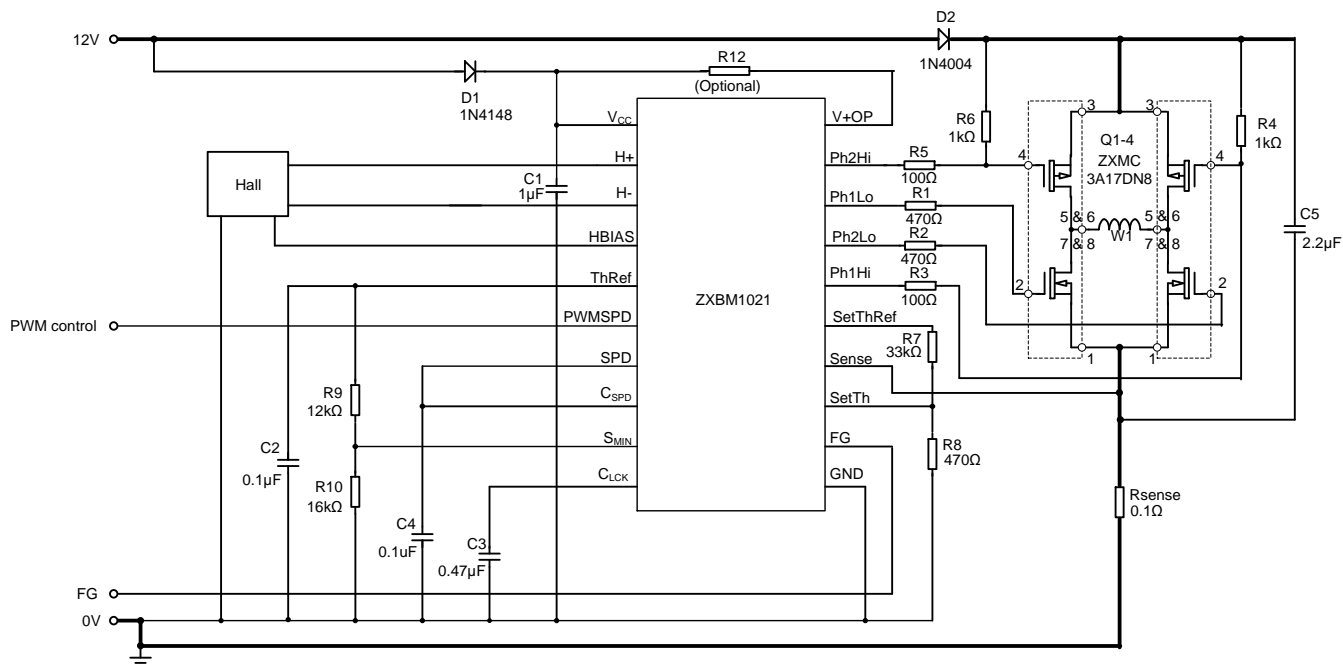 12V
D2
1N4004
R12
(Optional)
D1
1N4148
VCC
V+OP
R6
1kΩ
3
3
R4
1kΩ
Q1-4
ZXMC
3A17DN8
H+
Ph2Hi
R5
100Ω
4
4
Hall
C1
1µF
H-
Ph1Lo
R1
470Ω
5 & 6
7 & 8
W1
5 & 6
7 & 8
C5
2.2µF
HBIAS
Ph2Lo
R2
470Ω
ThRef
Ph1Hi
R3
100Ω
2
2
ZXBM1021
PWM control
PWMSPD
SetThRef
R7
33kΩ
1
1
SPD
Sense
R9
12kΩ
CSPD
SetTh
C2
0.1µF
SMIN
FG
R8
470Ω
R10
16kΩ
CLCK
GND
Rsense
0.1Ω
C4
0.1uF
C3
0.47µF
FG
0V